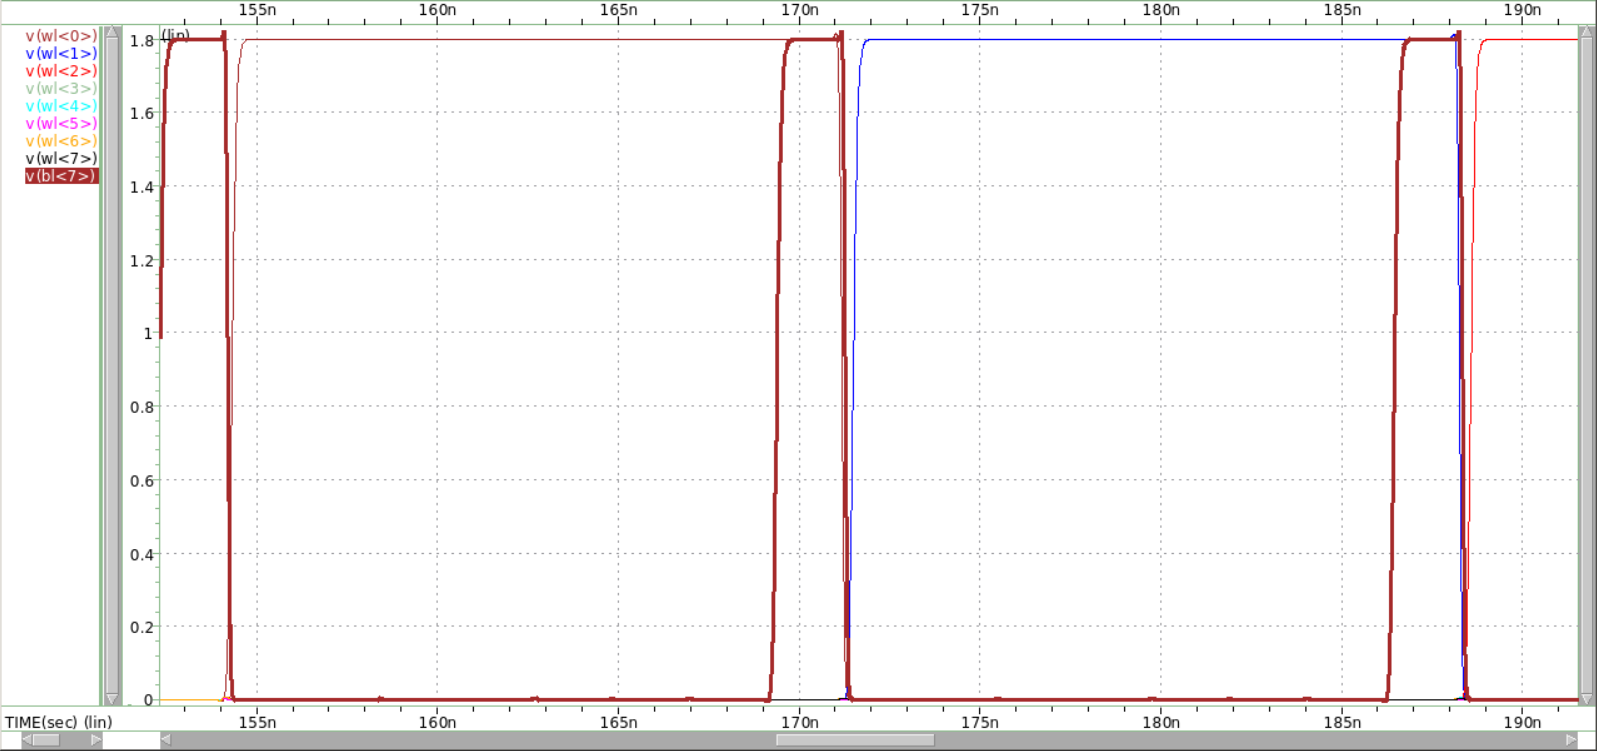 155n 160n 165n 170n 175n 180n 185n 190n
v(wl<0>)
v(wl<1>)
v(wl<2>)
v(wl<3>)
v(wl<4>)
v(wl<5>)
v(wl<6>)
v(wl<7>)
v(bl<7>)
(lin)
1.8
1.6
1.4
1.2
1
0.8
0.6
0.4
0.2
0
TIME(sec) (lin) 155n 160n 165n 170n 175n 180n 185n 190n